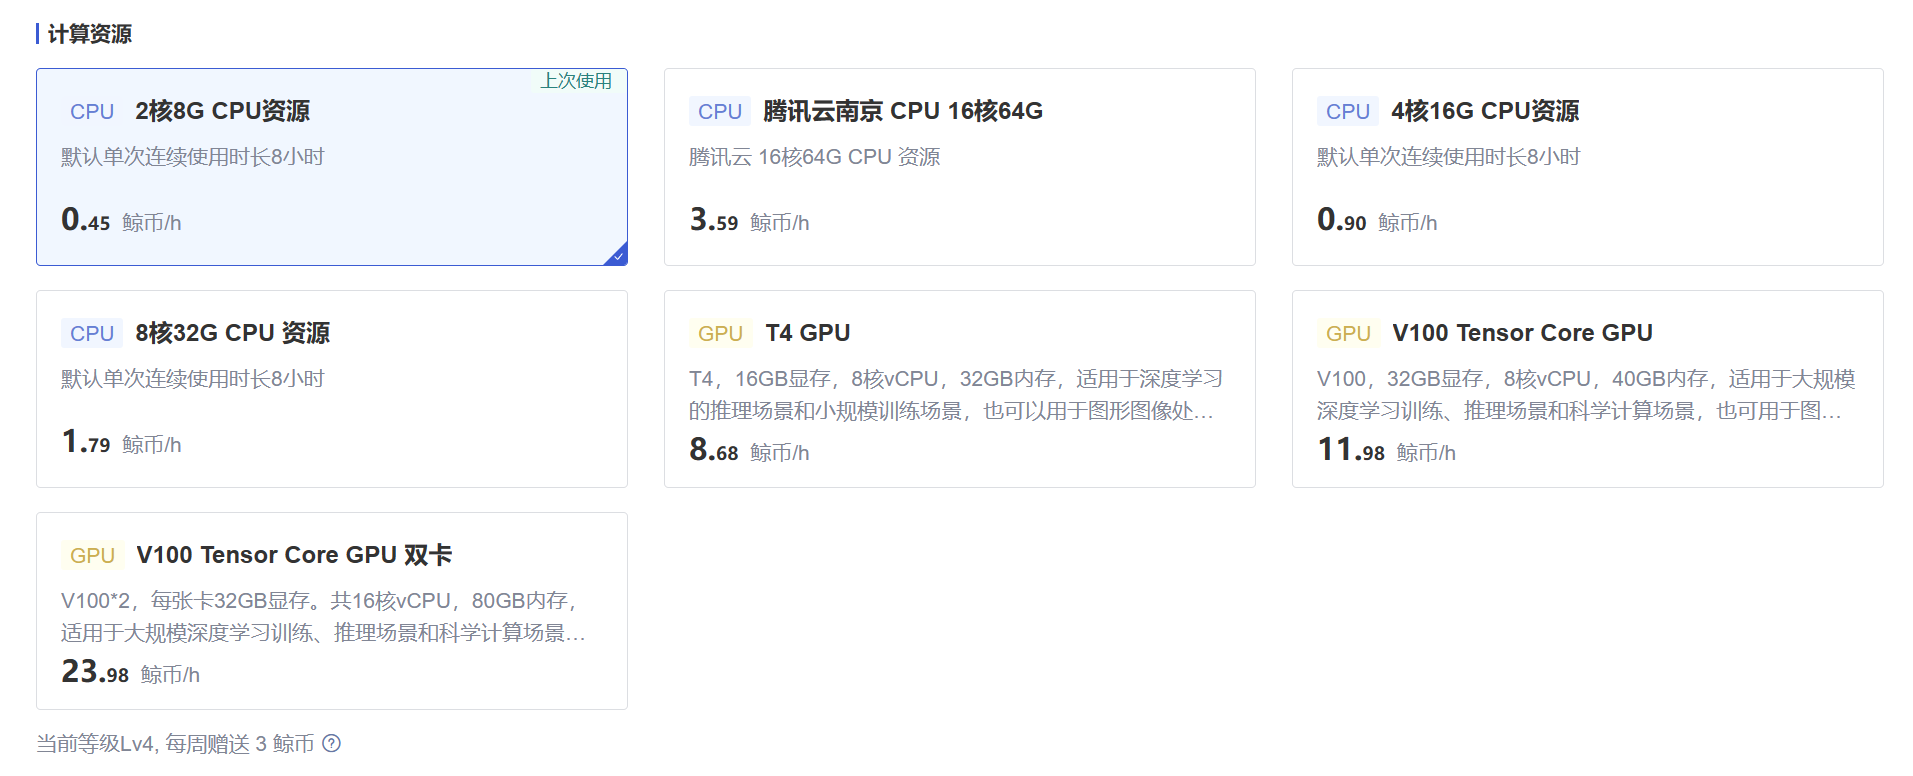 计算资源
上次使用
CPU 2核8G CPU资源
默认单次连续使用时长8小时
0.45 鲸币/h
CPU 腾讯云南京 CPU 16核64G
腾讯云 16核64G CPU 资源
3.59 鲸币/h
CPU 4核16G CPU资源
默认单次连续使用时长8小时
0.90 鲸币/h
CPU 8核32G CPU 资源
默认单次连续使用时长8小时
1.79 鲸币/h
GPU T4 GPU
T4，16GB显存，8核vCPU，32GB内存，适用于深度学习
的推理场景和小规模训练场景，也可以用于图形图像处…
8.68 鲸币/h
GPU V100 Tensor Core GPU
V100，32GB显存，8核vCPU，40GB内存，适用于大规模
深度学习训练、推理场景和科学计算场景，也可用于图…
11.98 鲸币/h
GPU V100 Tensor Core GPU 双卡
V100*2，每张卡32GB显存。共16核vCPU，80GB内存，
适用于大规模深度学习训练、推理场景和科学计算场景…
23.98 鲸币/h
当前等级Lv4, 每周赠送 3 鲸币 ?